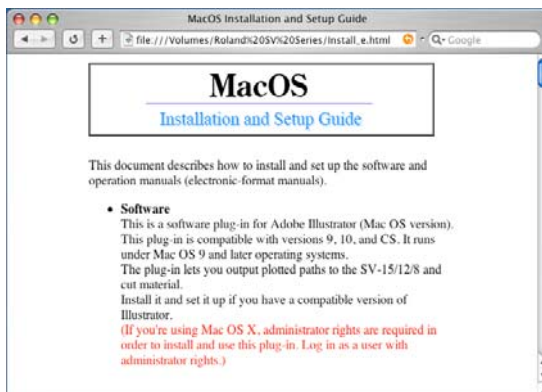 MacOS Installation and Setup Guide
file:///Volumes/Roland%20SV%20Series/Install_e.html
Google
MacOS
Installation and Setup Guide
This document describes how to install and set up the software and
operation manuals (electronic-format manuals).
• Software
This is a software plug-in for Adobe Illustrator (Mac OS version).
This plug-in is compatible with versions 9, 10, and CS. It runs
under Mac OS 9 and later operating systems.
The plug-in lets you output plotted paths to the SV-15/12/8 and
cut material.
Install it and set it up if you have a compatible version of
Illustrator.
(If you're using Mac OS X, administrator rights are required in
order to install and use this plug-in. Log in as a user with
administrator rights.)